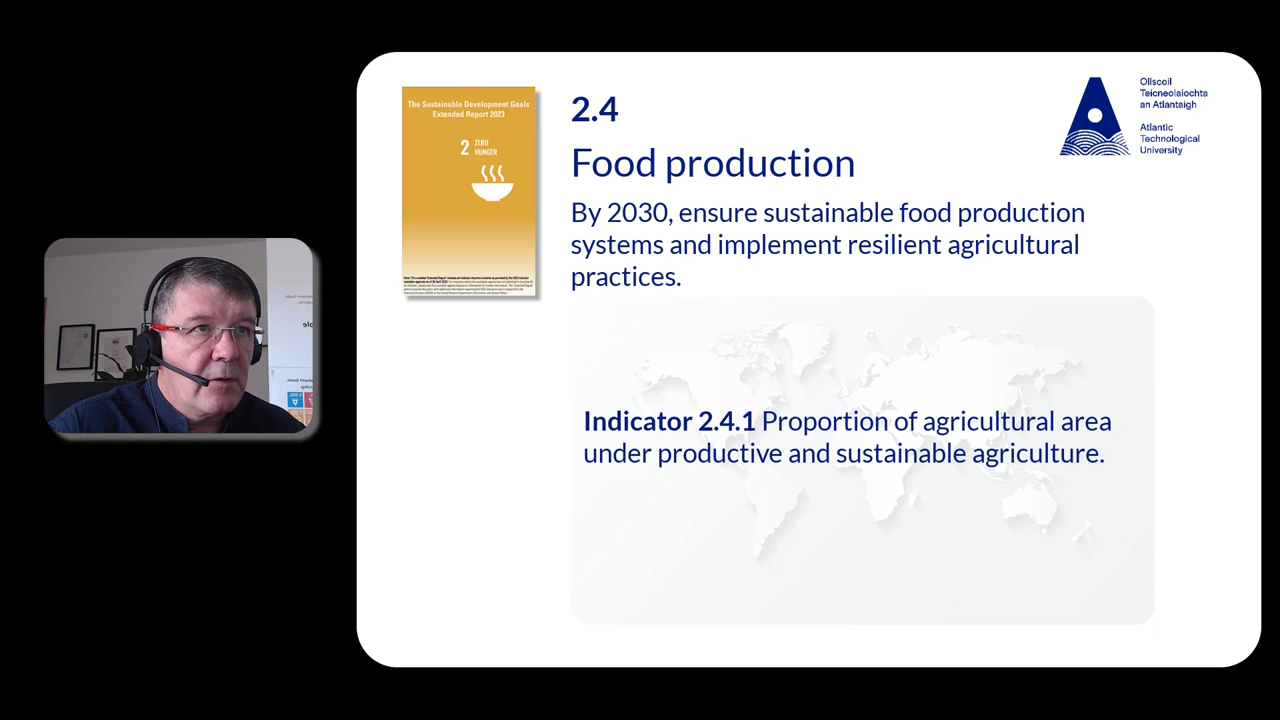 The Sustainable Development Goals
Extended Report 2023
2 ZERO
HUNGER
2.4
Food production
By 2030, ensure sustainable food production
systems and implement resilient agricultural
practices.
Ollscoil
Teicneolaíochta
an Atlantaigh
Atlantic
Technological
University
Indicator 2.4.1 Proportion of agricultural area
under productive and sustainable agriculture.